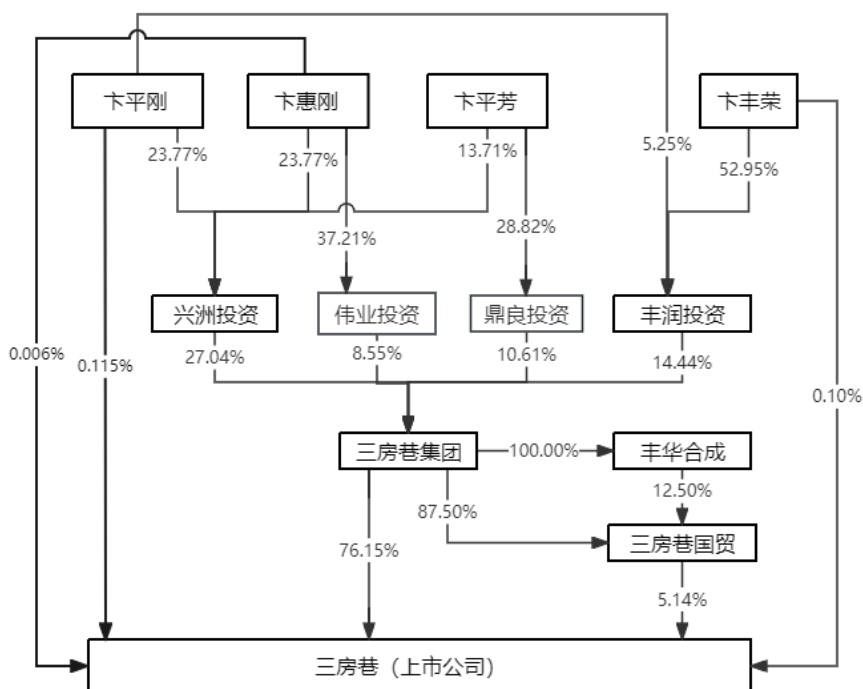 卞平刚
卞惠刚
卞平芳
卞丰荣
23.77%
23.77%
13.71%
5.25%
52.95%
37.21%
28.82%
兴洲投资
伟业投资
鼎良投资
丰润投资
0.006%
0.115%
27.04%
8.55%
10.61%
14.44%
0.10%
三房巷集团
100.00%
丰华合成
12.50%
87.50%
三房巷国贸
76.15%
5.14%
三房巷（上市公司）